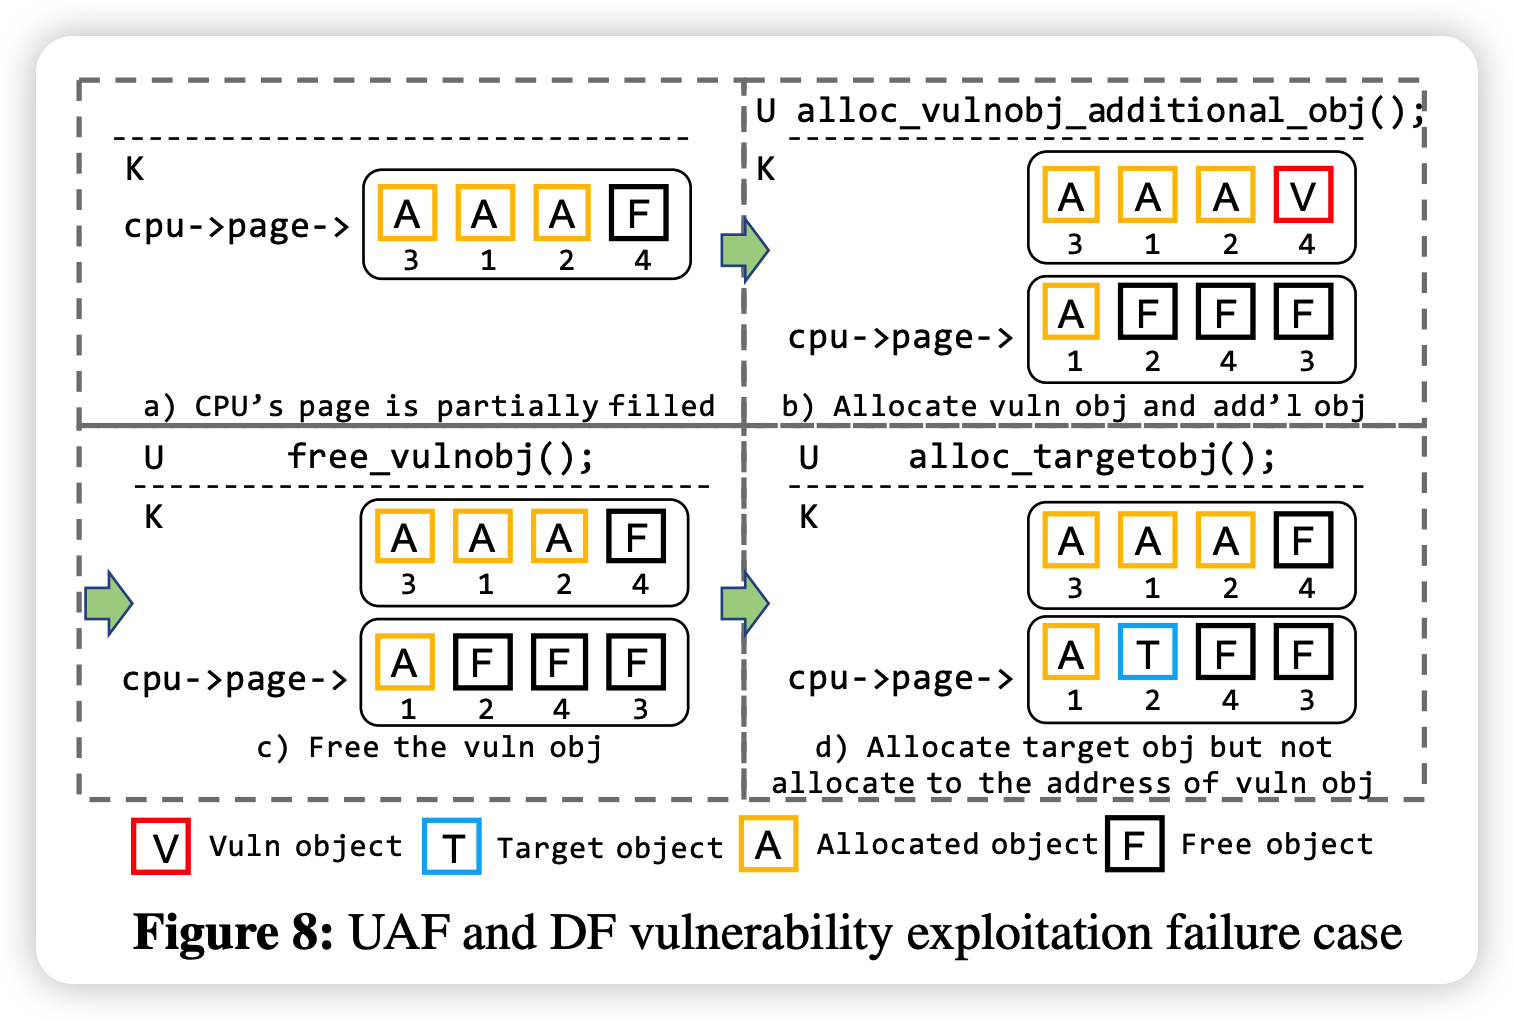 K
A A A F
cpu->page->
3 1 2 4
a) CPU's page is partially filled
U alloc_vulnobj_additional_obj();
K
A A A V
3 1 2 4
A F F F
cpu->page->
1 2 4 3
b) Allocate vuln obj and add'l obj
U free_vulnobj();
K
A A A F
3 1 2 4
A F F F
cpu->page->
1 2 4 3
c) Free the vuln obj
U alloc_targetobj();
K
A A A F
3 1 2 4
A T F F
cpu->page->
1 2 4 3
d) Allocate target obj but not
allocate to the address of vuln obj
V Vuln object T Target object A Allocated object F Free object
Figure 8: UAF and DF vulnerability exploitation failure case